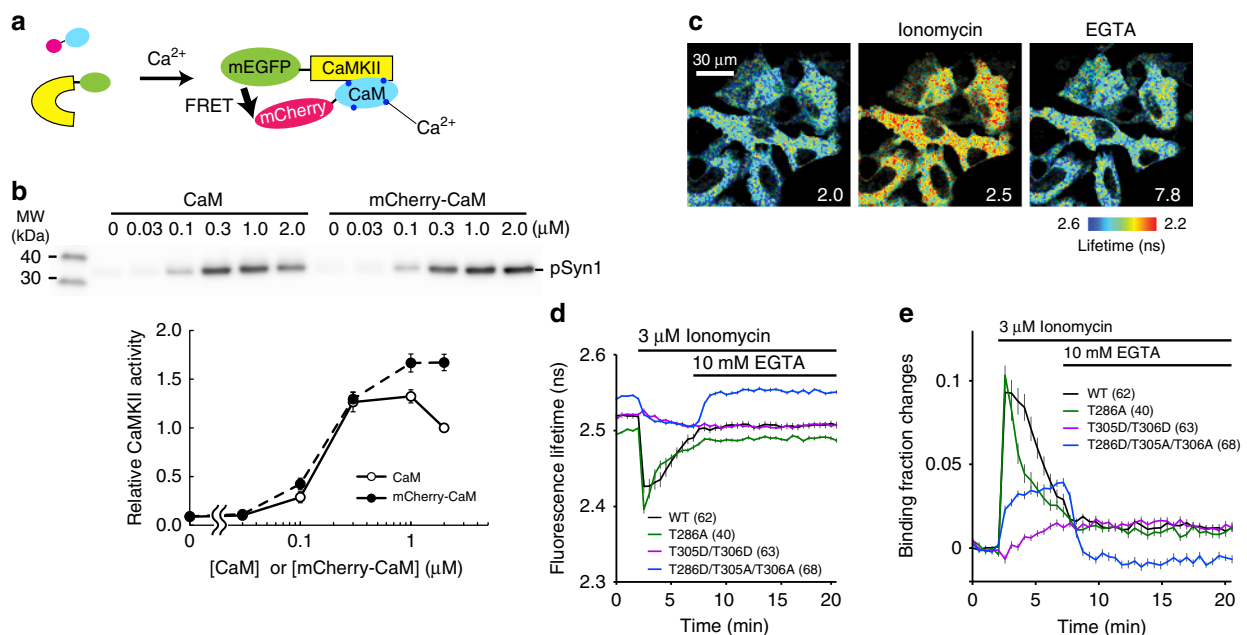 a
Ca2+
mEGFP
CaMKII
FRET
CaM
mCherry
Ca2+
b
CaM
mCherry-CaM
MW
(kDa)
0 0.03 0.1 0.3 1.0 2.0 0 0.03 0.1 0.3 1.0 2.0 (μM)
40
30
pSyn1
2.0
1.5
1.0
0.5
0.0
Relative CaMKII activity
CaM
mCherry-CaM
0 0.1 1
[CaM] or [mCherry-CaM] (μM)
c
Ionomycin
EGTA
30 μm
2.0
2.5
7.8
2.6 2.2
Lifetime (ns)
d
3 μM Ionomycin
10 mM EGTA
2.6
2.5
2.4
2.3
Fluorescence lifetime (ns)
WT (62)
T286A (40)
T305D/T306D (63)
T286D/T305A/T306A (68)
0 5 10 15 20
Time (min)
e
3 μM Ionomycin
10 mM EGTA
0.1
0.05
0
Binding fraction changes
WT (62)
T286A (40)
T305D/T306D (63)
T286D/T305A/T306A (68)
0 5 10 15 20
Time (min)